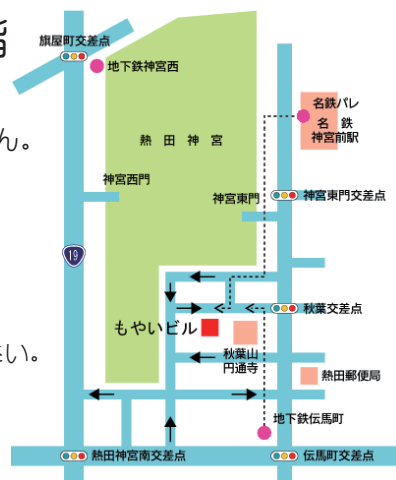 旗屋町交差点
地下鉄神宮西
名鉄パレ
名鉄
神宮前駅
ん。
熱田神宮
神宮西門
神宮東門
神宮東門交差点
19
秋葉交差点
もやいビル
い。
秋葉山
円通寺
熱田郵便局
地下鉄伝馬町
熱田神宮南交差点
伝馬町交差点